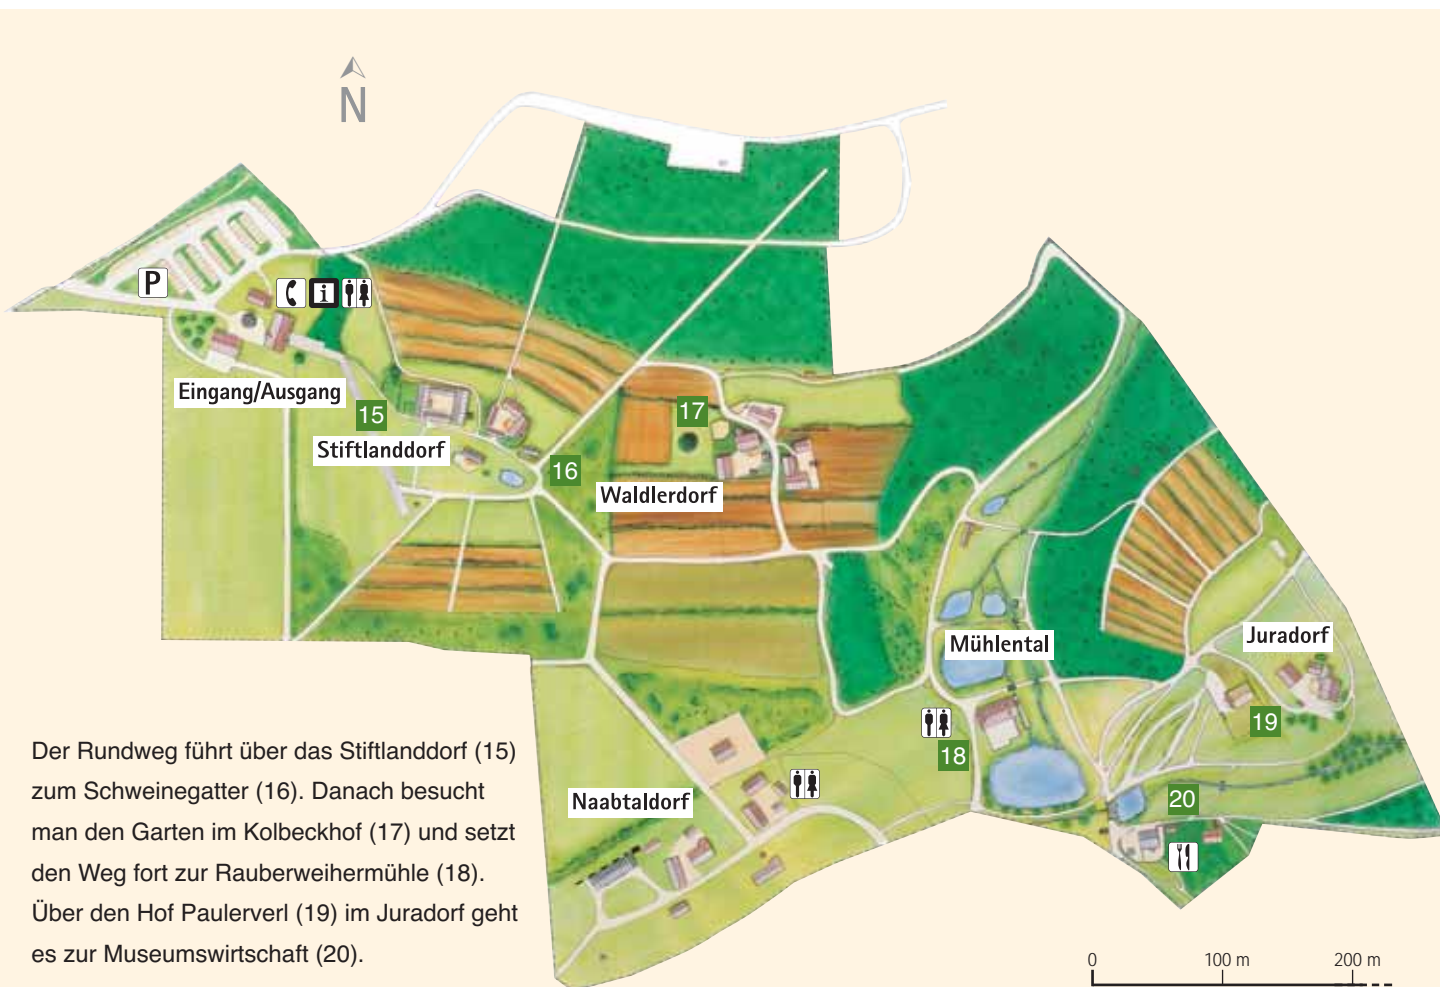 N
P
i
Eingang/Ausgang
15
Stiftlanddorf
16
17
Waldlerdorf
Mühlental
Juradorf
19
18
20
Naabtaldorf
Der Rundweg führt über das Stiftlanddorf (15)
zum Schweinegatter (16). Danach besucht
man den Garten im Kolbeckhof (17) und setzt
den Weg fort zur Rauberweihermühle (18).
Über den Hof Paulerverl (19) im Juradorf geht
es zur Museumswirtschaft (20).
0 100 m 200 m